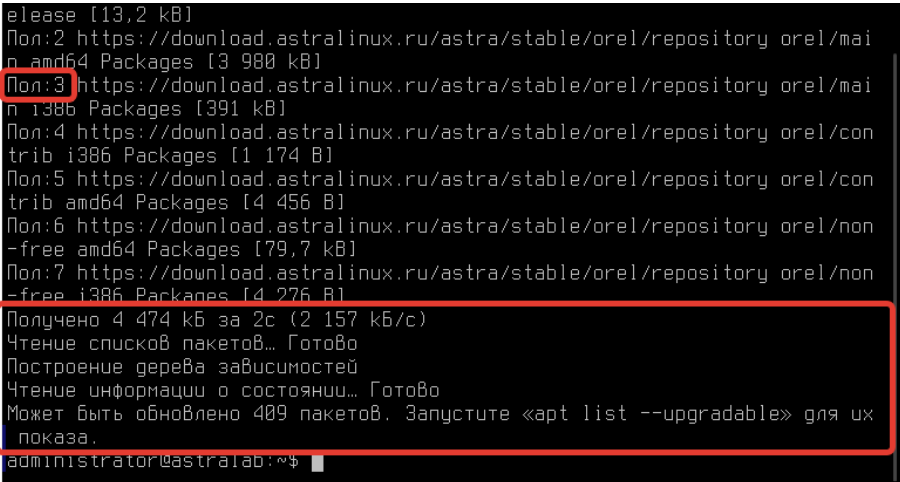 elease [13,2 kB]
Пол:2 https://download.astralinux.ru/astra/stable/orel/repository orel/mai
n amd64 Packages [3 980 kB]
Пол:3 https://download.astralinux.ru/astra/stable/orel/repository orel/mai
n i386 Packages [391 kB]
Пол:4 https://download.astralinux.ru/astra/stable/orel/repository orel/con
trib i386 Packages [1 174 B]
Пол:5 https://download.astralinux.ru/astra/stable/orel/repository orel/con
trib amd64 Packages [4 456 B]
Пол:6 https://download.astralinux.ru/astra/stable/orel/repository orel/non
-free amd64 Packages [79,7 kB]
Пол:7 https://download.astralinux.ru/astra/stable/orel/repository orel/non
-free i386 Packages [4 276 B]
Получено 4 474 kБ за 2с (2 157 kБ/c)
Чтение списков пакетов… Готово
Построение дерева зависимостей
Чтение информации о состоянии… Готово
Может быть обновлено 409 пакетов. Запустите «apt list --upgradable» для их
показа.
administrator@astralab:~$